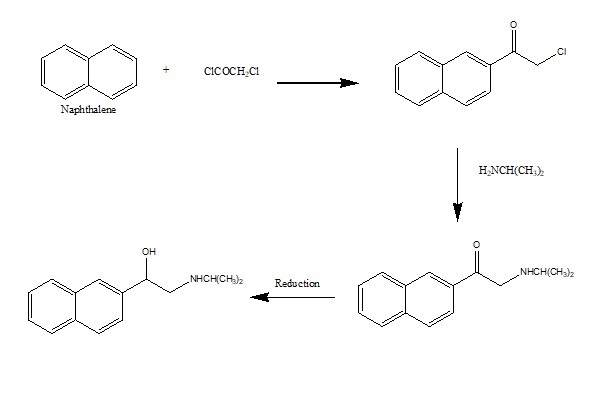 O
Cl
+
ClCOCH₂Cl
Naphthalene
H₂NCH(CH₃)₂
OH
NHCH(CH₃)₂
Reduction
O
NHCH(CH₃)₂